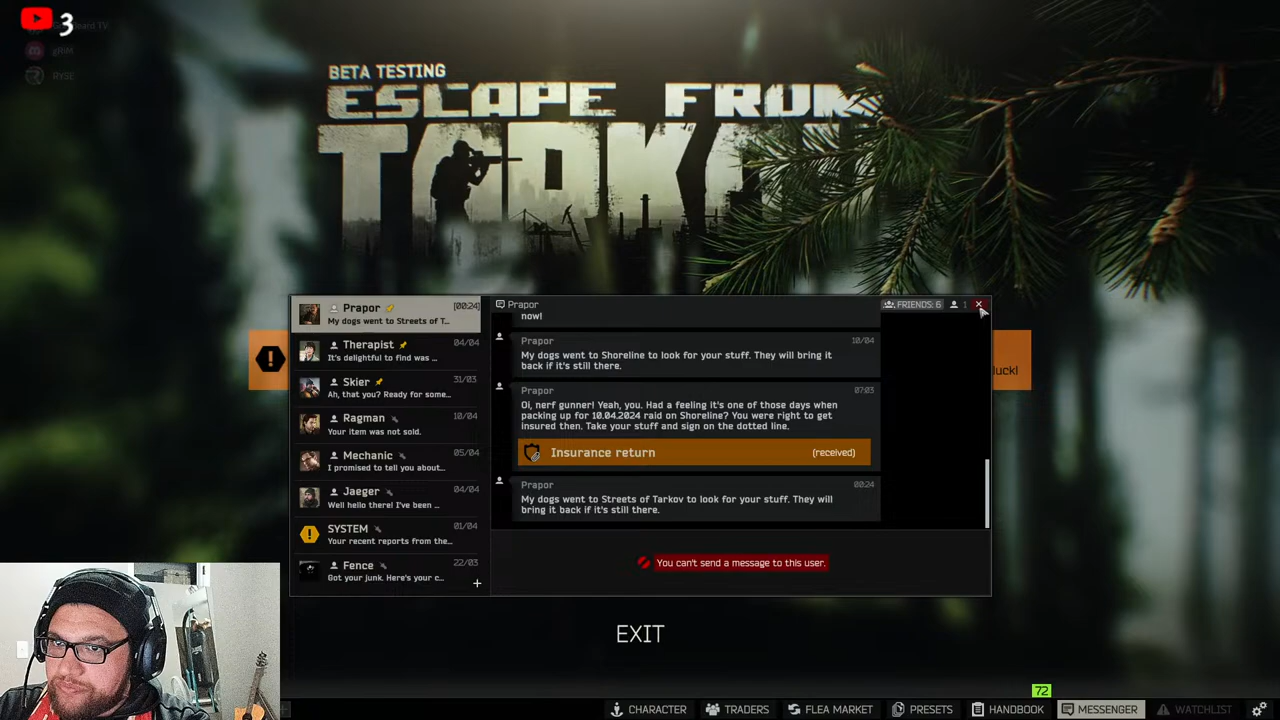 3
gRiM
RYSE
BETA TESTING
ESCAPE FROM
TARKOV
Prapor
[00:24]
My dogs went to Streets of T...
Therapist
04/04
It's delightful to find was ...
Skier
31/03
Ah, that you? Ready for some...
Ragman
10/04
Your item was not sold.
Mechanic
05/04
I promised to tell you about...
Jaeger
04/04
Well hello there! I've been ...
SYSTEM
01/04
Your recent reports from the...
Fence
22/03
Got your junk. Here's your c...
+
Prapor
FRIENDS: 6
1
now!
Prapor
10/04
My dogs went to Shoreline to look for your stuff. They will bring it
back if it's still there.
Prapor
07:03
Oi, nerf gunner! Yeah, you. Had a feeling it's one of those days when
packing up for 10.04.2024 raid on Shoreline? You were right to get
insured then. Take your stuff and sign on the dotted line.
Insurance return
(received)
Prapor
00:24
My dogs went to Streets of Tarkov to look for your stuff. They will
bring it back if it's still there.
You can't send a message to this user.
luck!
EXIT
72
CHARACTER
TRADERS
FLEA MARKET
PRESETS
HANDBOOK
MESSENGER
WATCHLIST